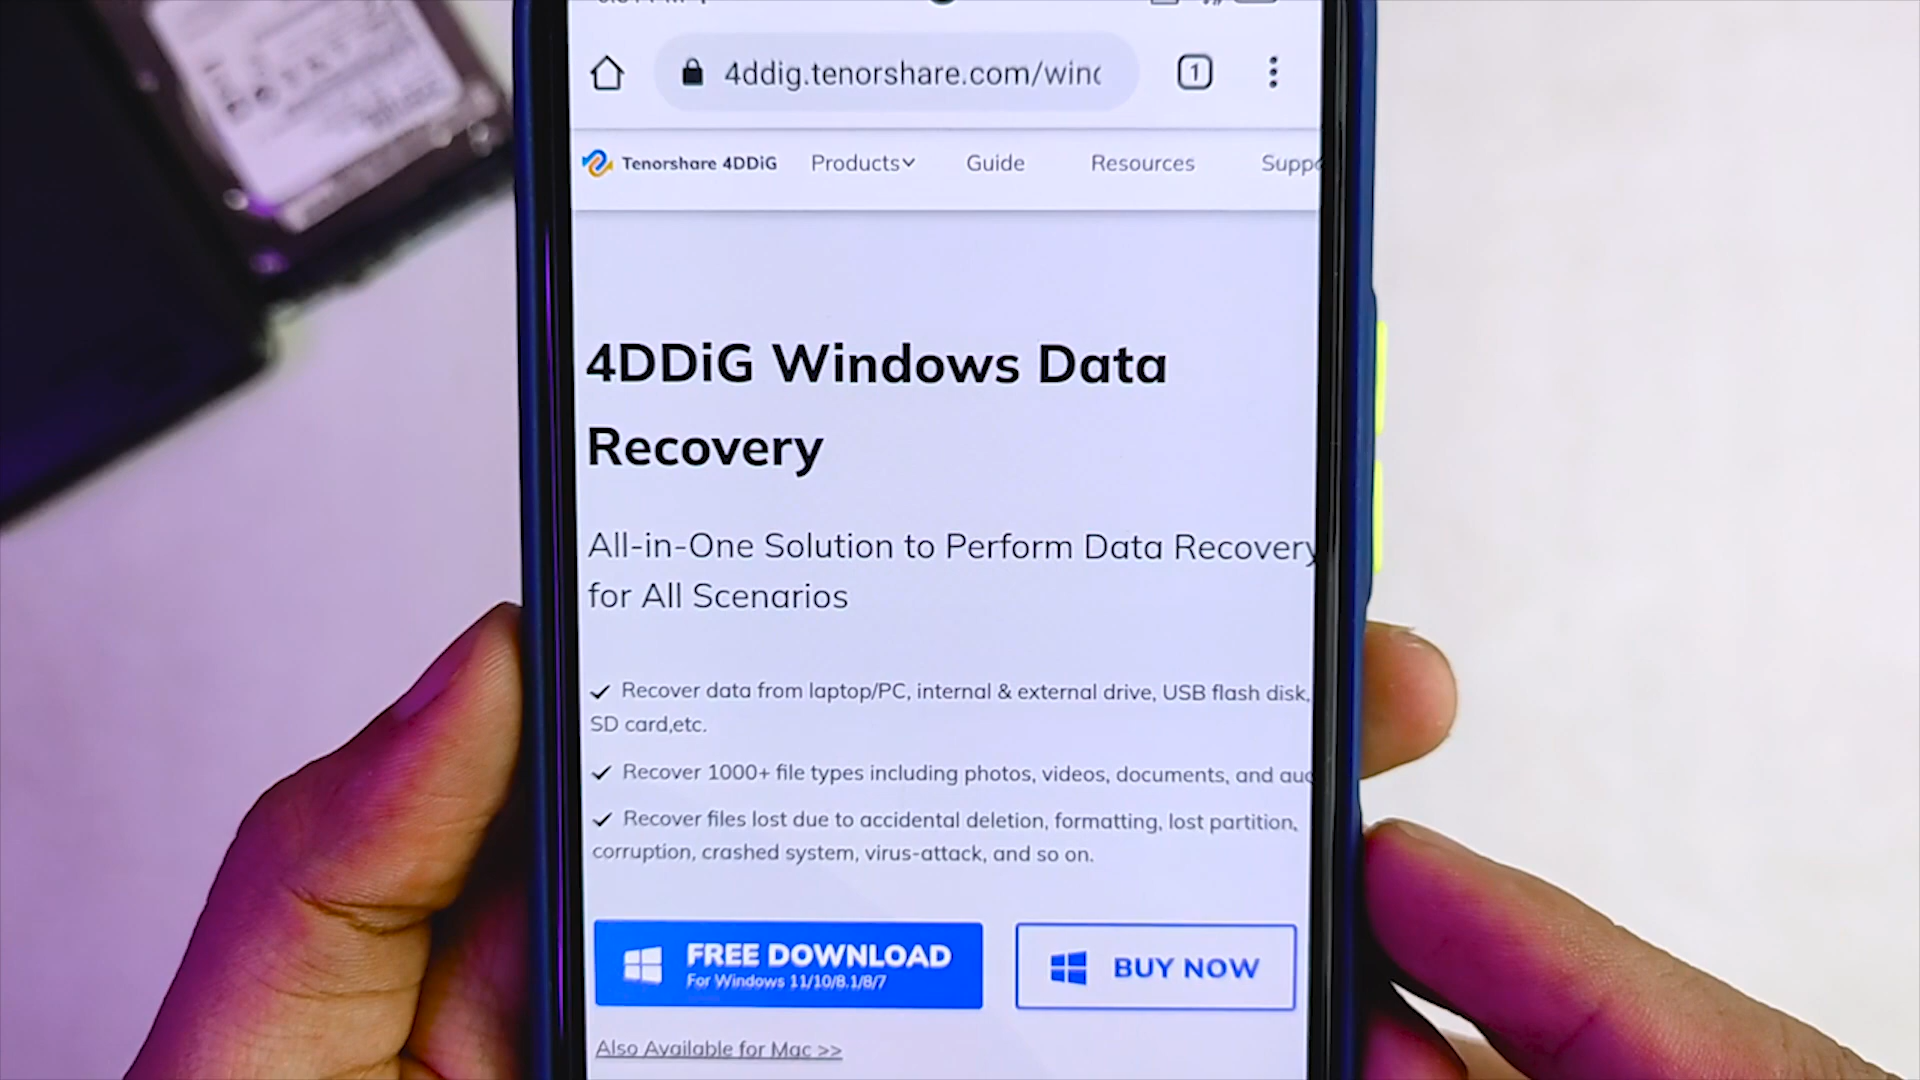 4ddig.tenorshare.com/wind
1
Tenorshare 4DDiG Products Guide Resources Suppo
4DDiG Windows Data
Recovery
All-in-One Solution to Perform Data Recovery
for All Scenarios
Recover data from laptop/PC, internal & external drive, USB flash disk,
SD card,etc.
Recover 1000+ file types including photos, videos, documents, and aud
Recover files lost due to accidental deletion, formatting, lost partition,
corruption, crashed system, virus-attack, and so on.
FREE DOWNLOAD
For Windows 11/10/8.1/8/7
BUY NOW
Also Available for Mac >>